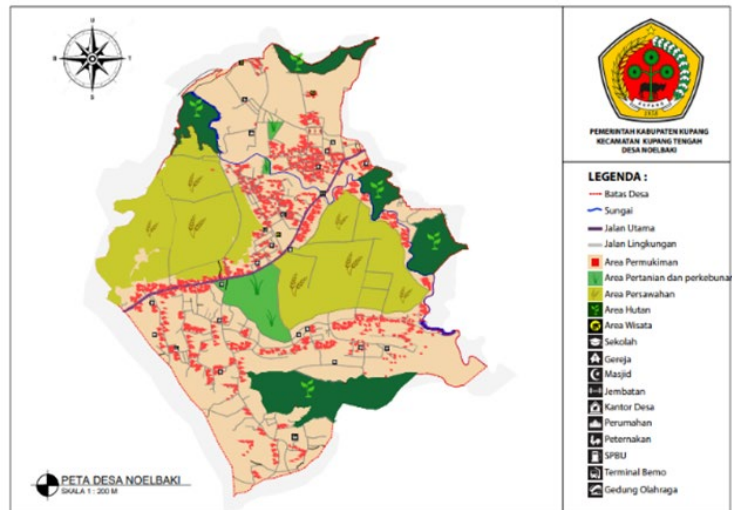 KUPANG
1958
PEMERINTAH KABUPATEN KUPANG
KECAMATAN KUPANG TENGAH
DESA NOELBAKI
LEGENDA :
Batas Desa
Sungai
Jalan Utama
Jalan Lingkungan
Area Permukiman
Area Pertanian dan perkebunan
Area Persawahan
Area Hutan
Area Wisata
Sekolah
Gereja
Masjid
Jembatan
Kantor Desa
Perumahan
Peternakan
SPBU
Terminal Bemo
Gedung Olahraga
PETA DESA NOELBAKI
SKALA 1 : 200 M